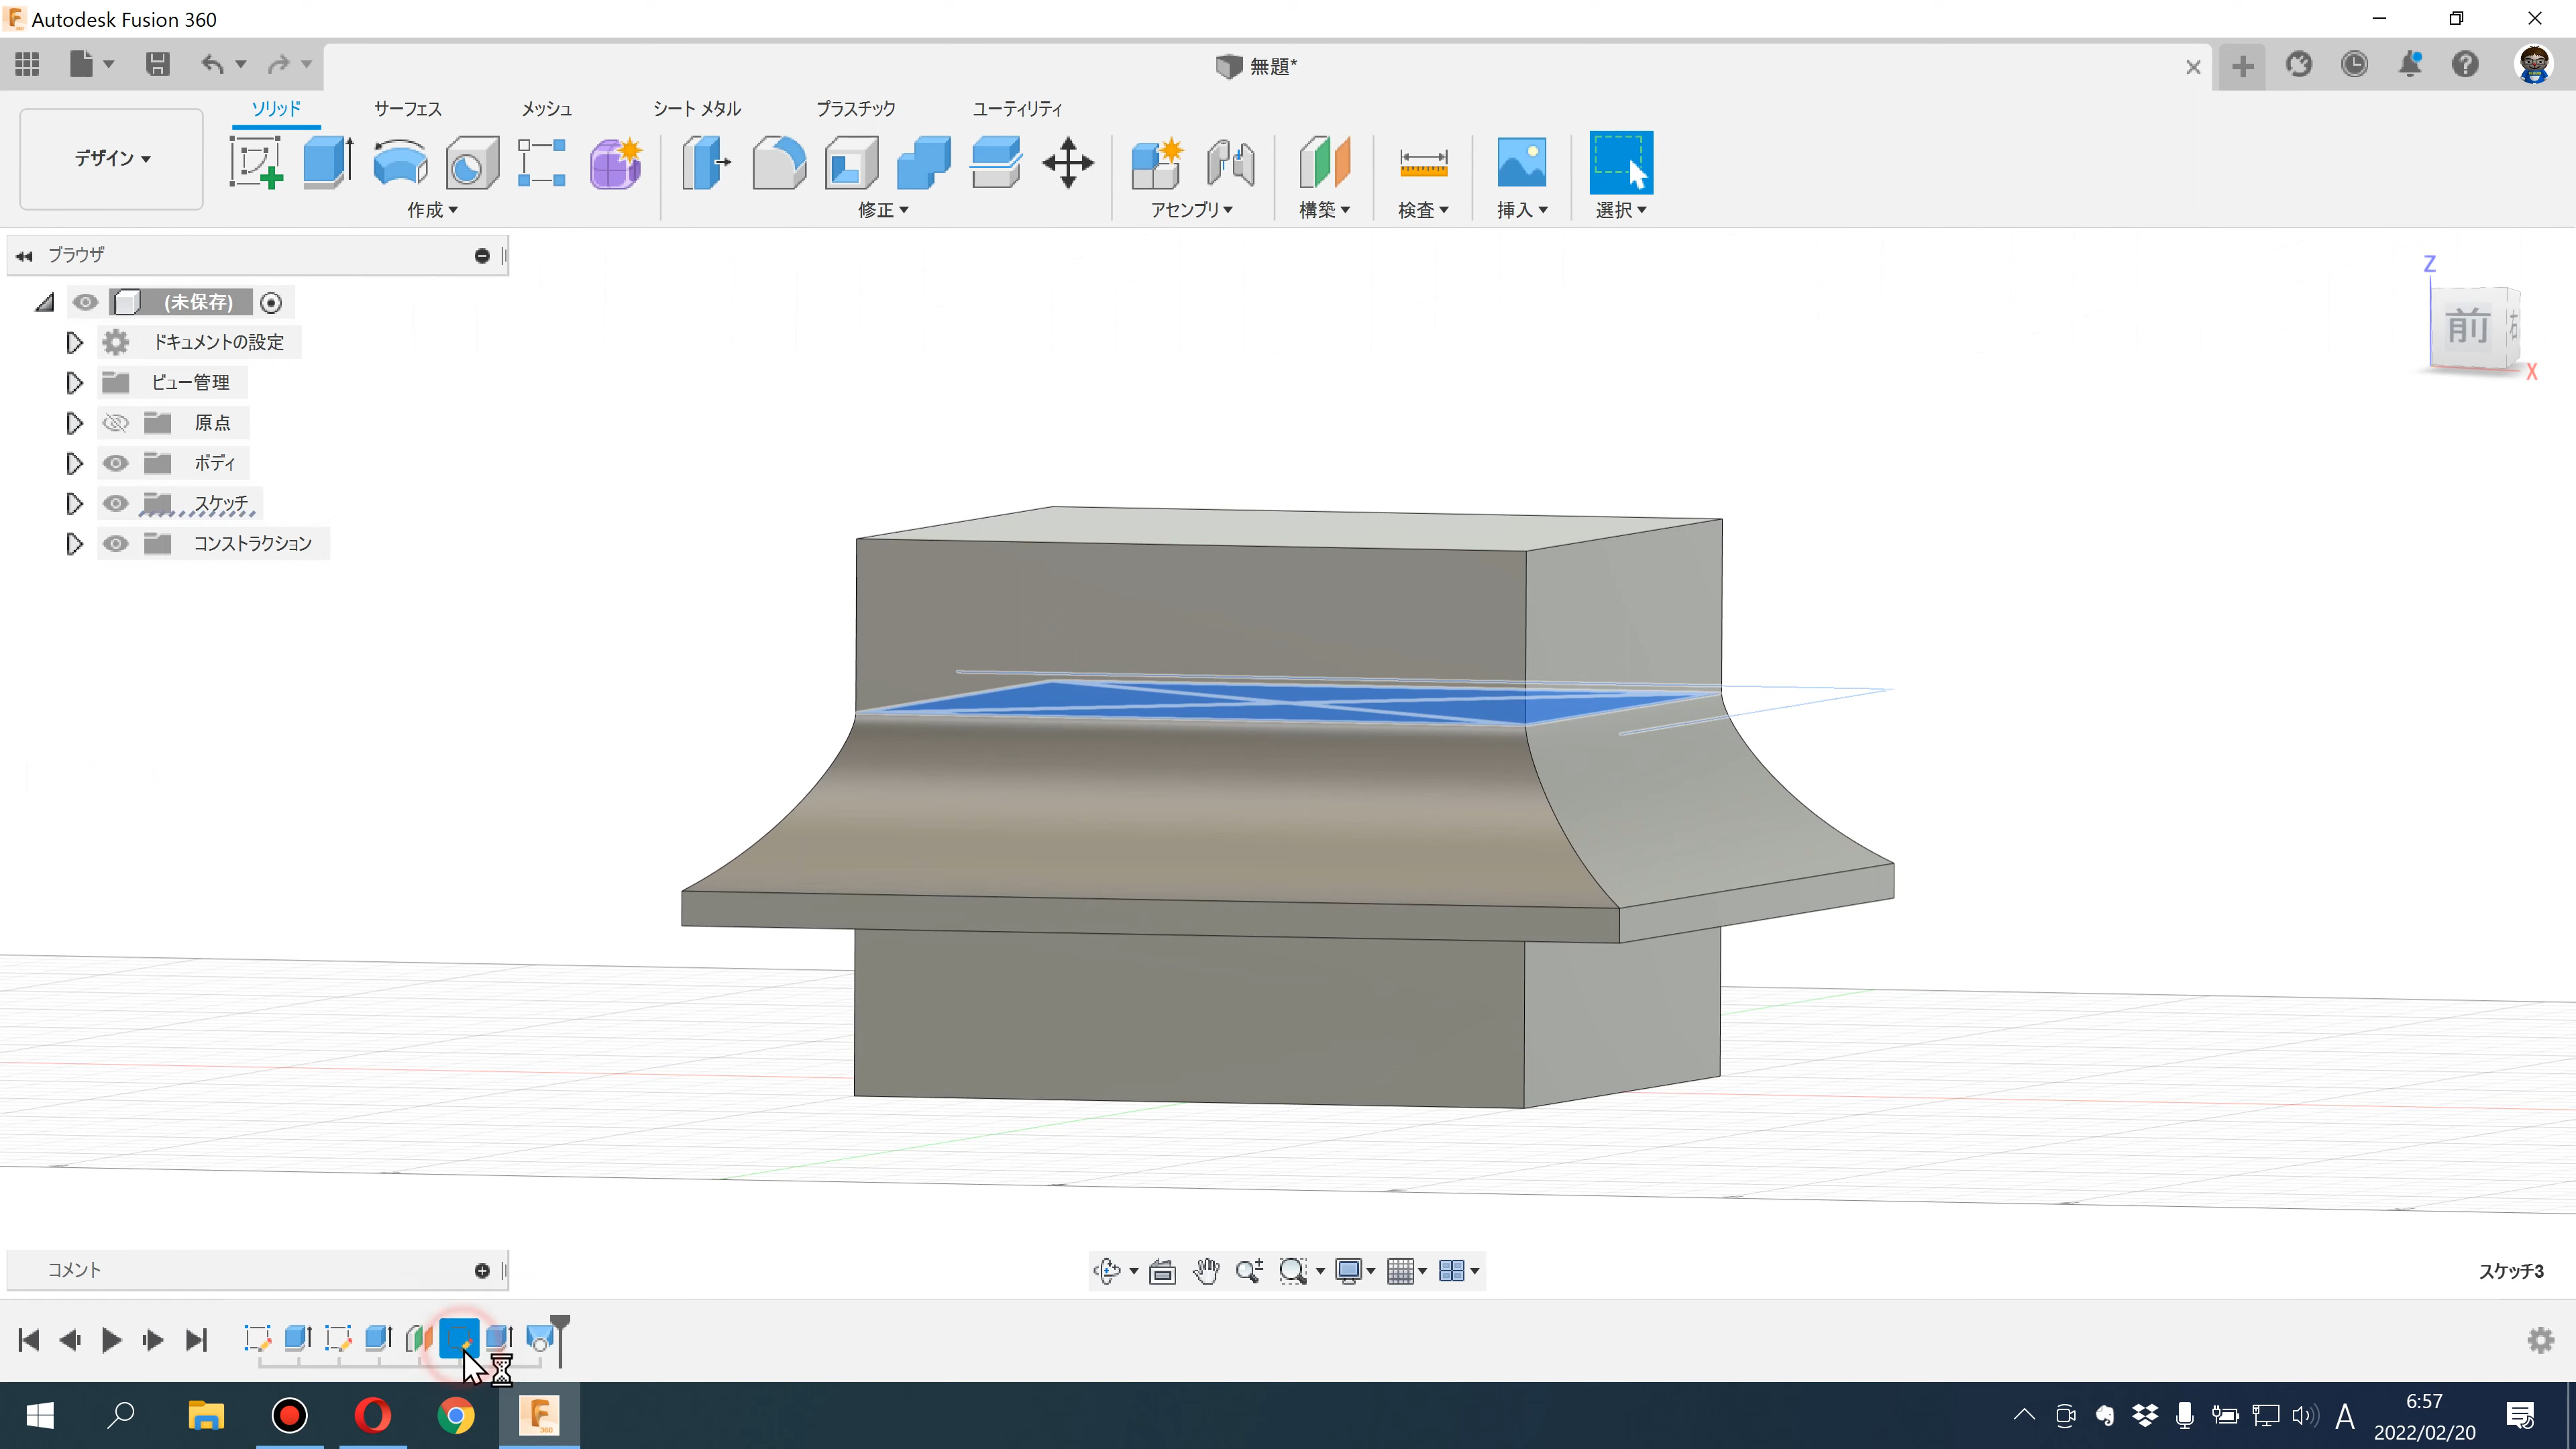 Autodesk Fusion 360
無題*
ソリッド
サーフェス
メッシュ
シート メタル
プラスチック
ユーティリティ
デザイン
作成
修正
アセンブリ
構築
検査
挿入
選択
ブラウザ
(未保存)
ドキュメントの設定
ビュー管理
原点
ボディ
スケッチ
コンストラクション
Z
前
右
X
コメント
スケッチ3
360
A
6:57
2022/02/20